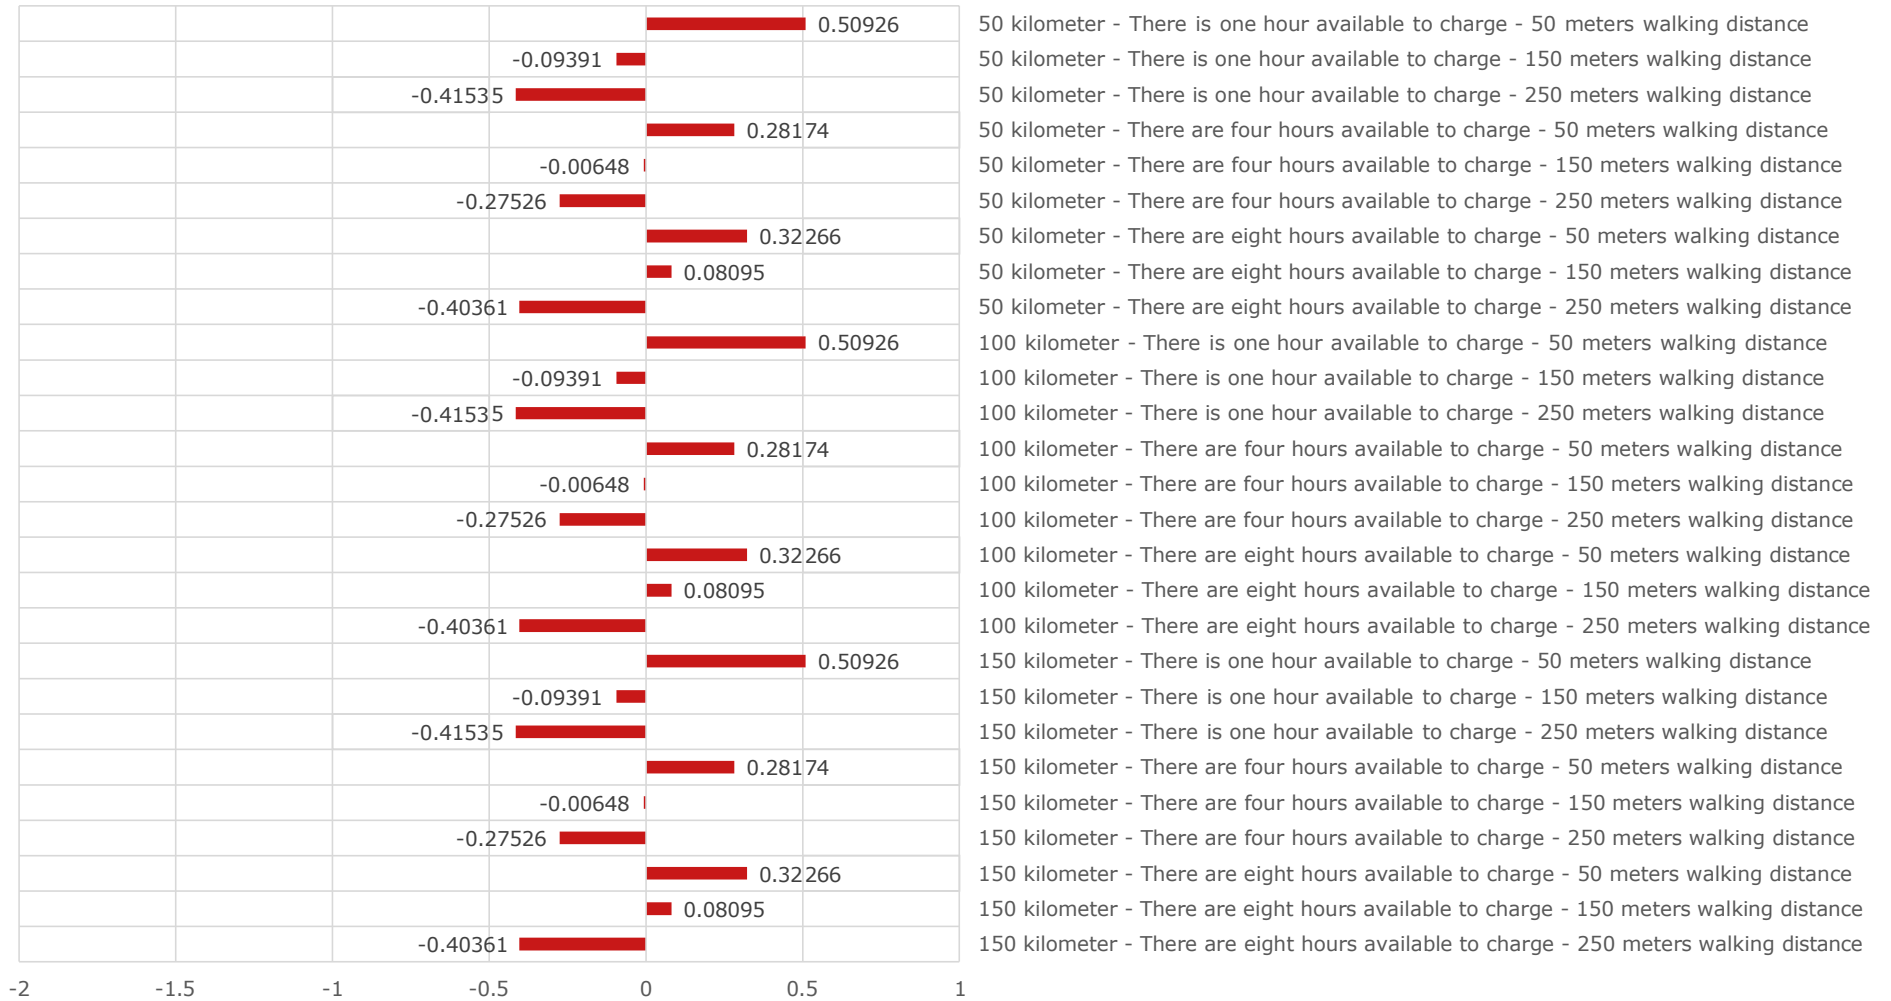 0.50926 50 kilometer - There is one hour available to charge - 50 meters walking distance
-0.09391 50 kilometer - There is one hour available to charge - 150 meters walking distance
-0.41535 50 kilometer - There is one hour available to charge - 250 meters walking distance
0.28174 50 kilometer - There are four hours available to charge - 50 meters walking distance
-0.00648 50 kilometer - There are four hours available to charge - 150 meters walking distance
-0.27526 50 kilometer - There are four hours available to charge - 250 meters walking distance
0.32266 50 kilometer - There are eight hours available to charge - 50 meters walking distance
0.08095 50 kilometer - There are eight hours available to charge - 150 meters walking distance
-0.40361 50 kilometer - There are eight hours available to charge - 250 meters walking distance
0.50926 100 kilometer - There is one hour available to charge - 50 meters walking distance
-0.09391 100 kilometer - There is one hour available to charge - 150 meters walking distance
-0.41535 100 kilometer - There is one hour available to charge - 250 meters walking distance
0.28174 100 kilometer - There are four hours available to charge - 50 meters walking distance
-0.00648 100 kilometer - There are four hours available to charge - 150 meters walking distance
-0.27526 100 kilometer - There are four hours available to charge - 250 meters walking distance
0.32266 100 kilometer - There are eight hours available to charge - 50 meters walking distance
0.08095 100 kilometer - There are eight hours available to charge - 150 meters walking distance
-0.40361 100 kilometer - There are eight hours available to charge - 250 meters walking distance
0.50926 150 kilometer - There is one hour available to charge - 50 meters walking distance
-0.09391 150 kilometer - There is one hour available to charge - 150 meters walking distance
-0.41535 150 kilometer - There is one hour available to charge - 250 meters walking distance
0.28174 150 kilometer - There are four hours available to charge - 50 meters walking distance
-0.00648 150 kilometer - There are four hours available to charge - 150 meters walking distance
-0.27526 150 kilometer - There are four hours available to charge - 250 meters walking distance
0.32266 150 kilometer - There are eight hours available to charge - 50 meters walking distance
0.08095 150 kilometer - There are eight hours available to charge - 150 meters walking distance
-0.40361 150 kilometer - There are eight hours available to charge - 250 meters walking distance
-2 -1.5 -1 -0.5 0 0.5 1